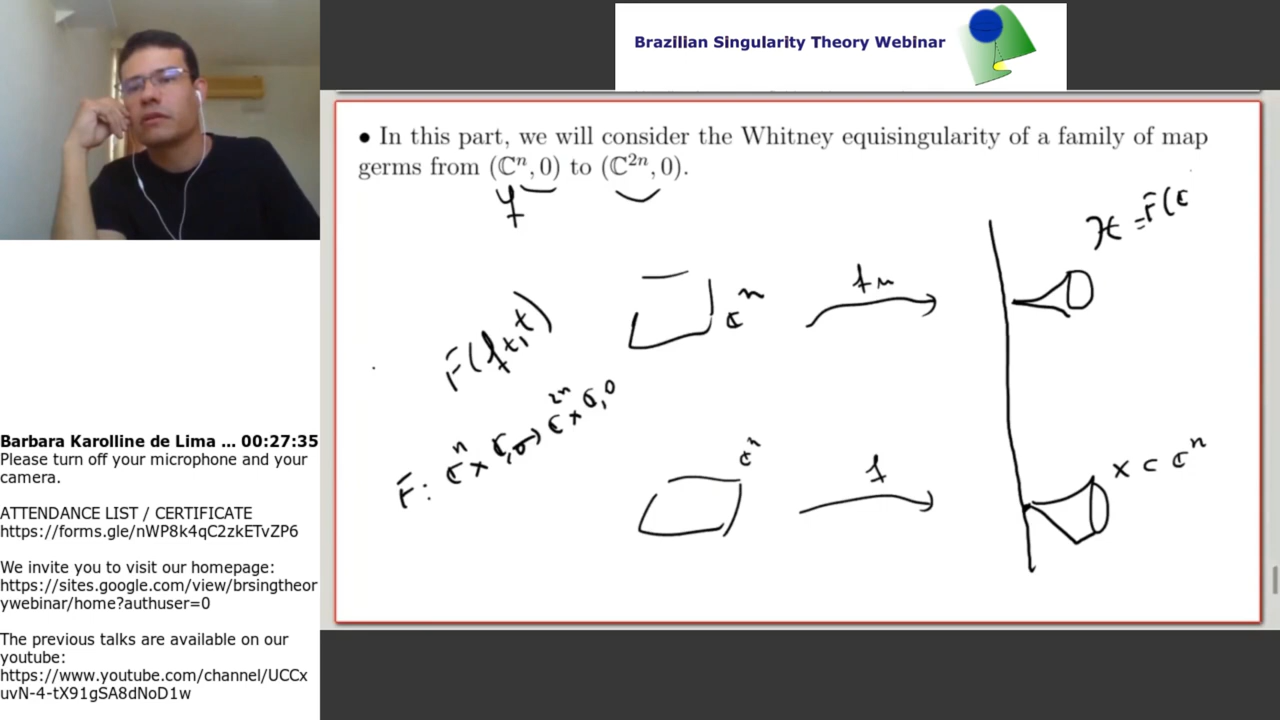 Brazilian Singularity Theory Webinar
• In this part, we will consider the Whitney equisingularity of a family of map
germs from (ℂⁿ, 0) to (ℂ²ⁿ, 0).
f
F(f_t, t)
ℂⁿ
f_u
= F(ℂ
F: ℂⁿ × ℂ, 0 → ℂ²ⁿ × ℂ, 0
ℂⁿ
f
X ⊂ ℂⁿ
Barbara Karolline de Lima ... 00:27:35
Please turn off your microphone and your
camera.
ATTENDANCE LIST / CERTIFICATE
https://forms.gle/nWP8k4qC2zkETvZP6
We invite you to visit our homepage:
https://sites.google.com/view/brsingtheor
ywebinar/home?authuser=0
The previous talks are available on our
youtube:
https://www.youtube.com/channel/UCCx
uvN-4-tX91gSA8dNoD1w